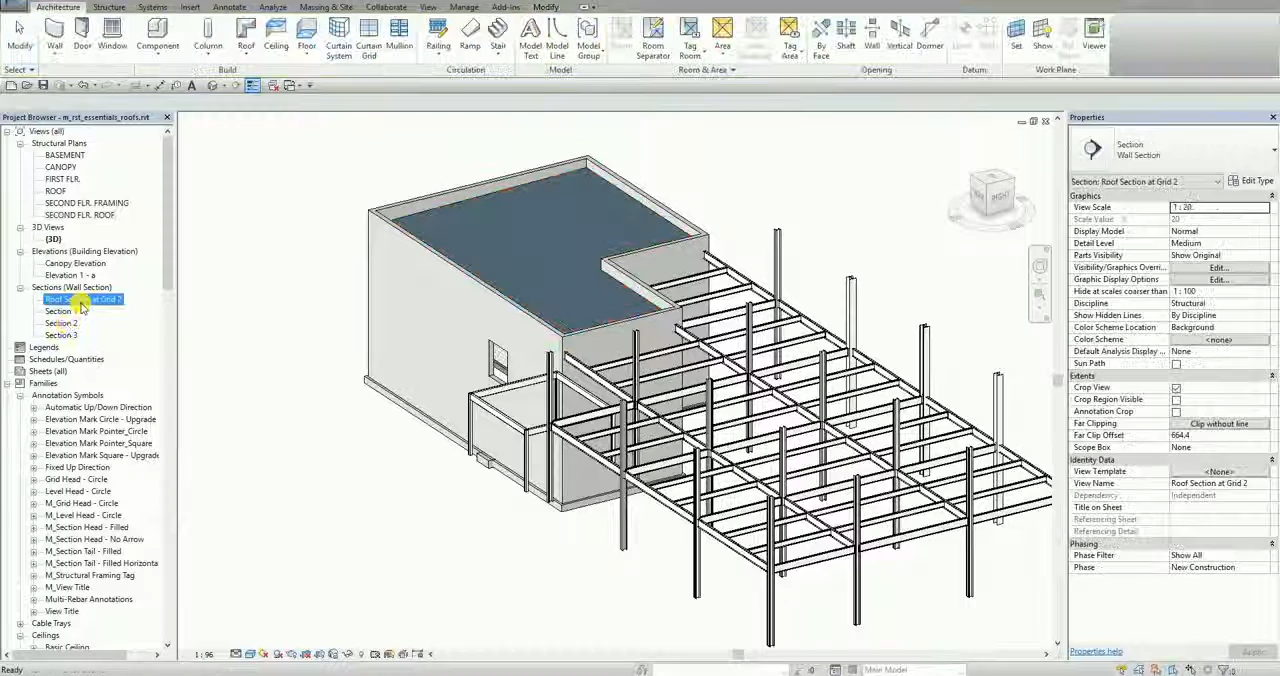 Architecture Structure Systems Insert Annotate Analyze Massing & Site Collaborate View Manage Add-Ins Modify
Modify Wall Door Window Component Column Roof Ceiling Floor Curtain System Curtain Grid Mullion Railing Ramp Stair Model Text Model Line Model Group Room Separator Tag Room Area Tag Area By Face Shaft Wall Vertical Dormer Set Show Viewer
Select Build Circulation Model Room & Area Opening Datum Work Plane
Project Browser - m_rst_essentials_roofs.rvt
Views (all)
Structural Plans
BASEMENT
CANOPY
FIRST FLR.
ROOF
SECOND FLR. FRAMING
SECOND FLR. ROOF
3D Views
{3D}
Elevations (Building Elevation)
Canopy Elevation
Elevation 1 - a
Sections (Wall Section)
Roof Section at Grid 2
Section
Section 2
Section 3
Legends
Schedules/Quantities
Sheets (all)
Families
Annotation Symbols
Automatic Up/Down Direction
Elevation Mark Circle - Upgrade
Elevation Mark Pointer_Circle
Elevation Mark Pointer_Square
Elevation Mark Square - Upgrade
Fixed Up Direction
Grid Head - Circle
Level Head - Circle
M_Grid Head - Circle
M_Level Head - Circle
M_Section Head - Filled
M_Section Head - No Arrow
M_Section Tail - Filled
M_Section Tail - Filled Horizonta
M_Structural Framing Tag
M_View Title
Multi-Rebar Annotations
View Title
Cable Trays
Ceilings
Basic Ceiling
RIGHT
1 : 96
Ready
Main Model
Properties
Section
Wall Section
Section: Roof Section at Grid 2 Edit Type
Graphics
View Scale 1 : 20
Scale Value 20
Display Model Normal
Detail Level Medium
Parts Visibility Show Original
Visibility/Graphics Overri... Edit...
Graphic Display Options Edit...
Hide at scales coarser than 1 : 100
Discipline Structural
Show Hidden Lines By Discipline
Color Scheme Location Background
Color Scheme <none>
Default Analysis Display ... None
Sun Path
Extents
Crop View
Crop Region Visible
Annotation Crop
Far Clipping Clip without line
Far Clip Offset 664.4
Scope Box None
Identity Data
View Template <None>
View Name Roof Section at Grid 2
Dependency Independent
Title on Sheet
Referencing Sheet
Referencing Detail
Phasing
Phase Filter Show All
Phase New Construction
Properties help Apply